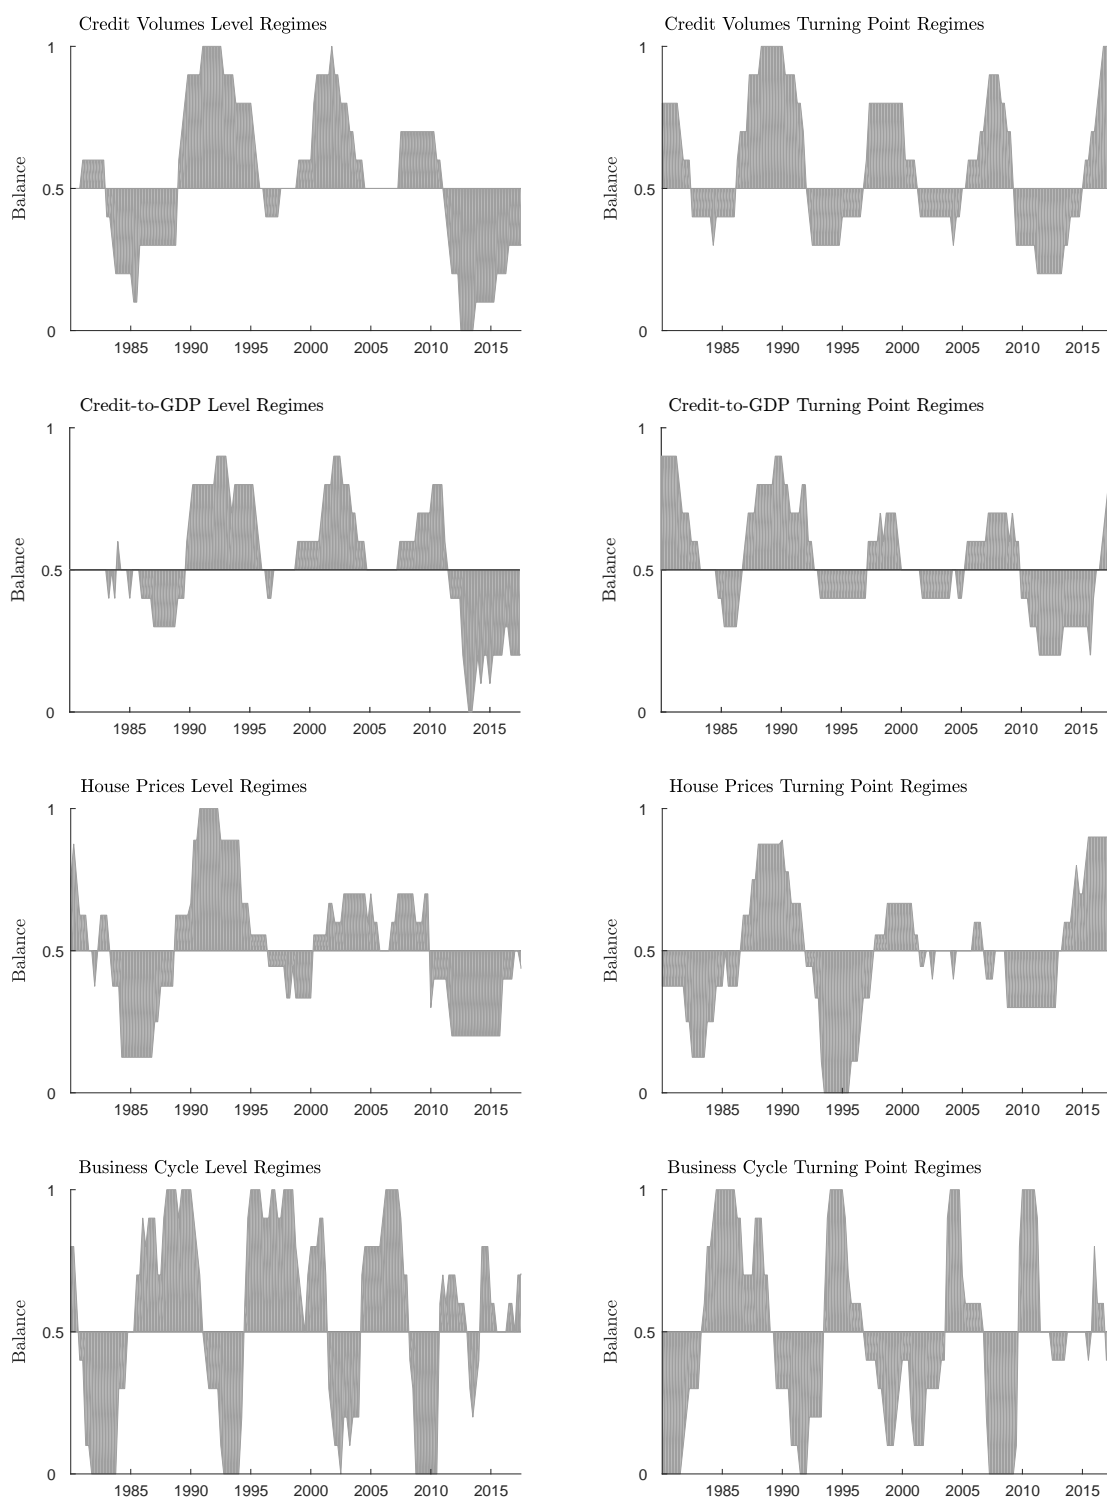 Credit Volumes Level Regimes
Credit Volumes Turning Point Regimes
1
0.5
0
Balance
1985 1990 1995 2000 2005 2010 2015
1
0.5
0
Balance
1985 1990 1995 2000 2005 2010 2015
Credit-to-GDP Level Regimes
Credit-to-GDP Turning Point Regimes
1
0.5
0
Balance
1985 1990 1995 2000 2005 2010 2015
1
0.5
0
Balance
1985 1990 1995 2000 2005 2010 2015
House Prices Level Regimes
House Prices Turning Point Regimes
1
0.5
0
Balance
1985 1990 1995 2000 2005 2010 2015
1
0.5
0
Balance
1985 1990 1995 2000 2005 2010 2015
Business Cycle Level Regimes
Business Cycle Turning Point Regimes
1
0.5
0
Balance
1985 1990 1995 2000 2005 2010 2015
1
0.5
0
Balance
1985 1990 1995 2000 2005 2010 2015